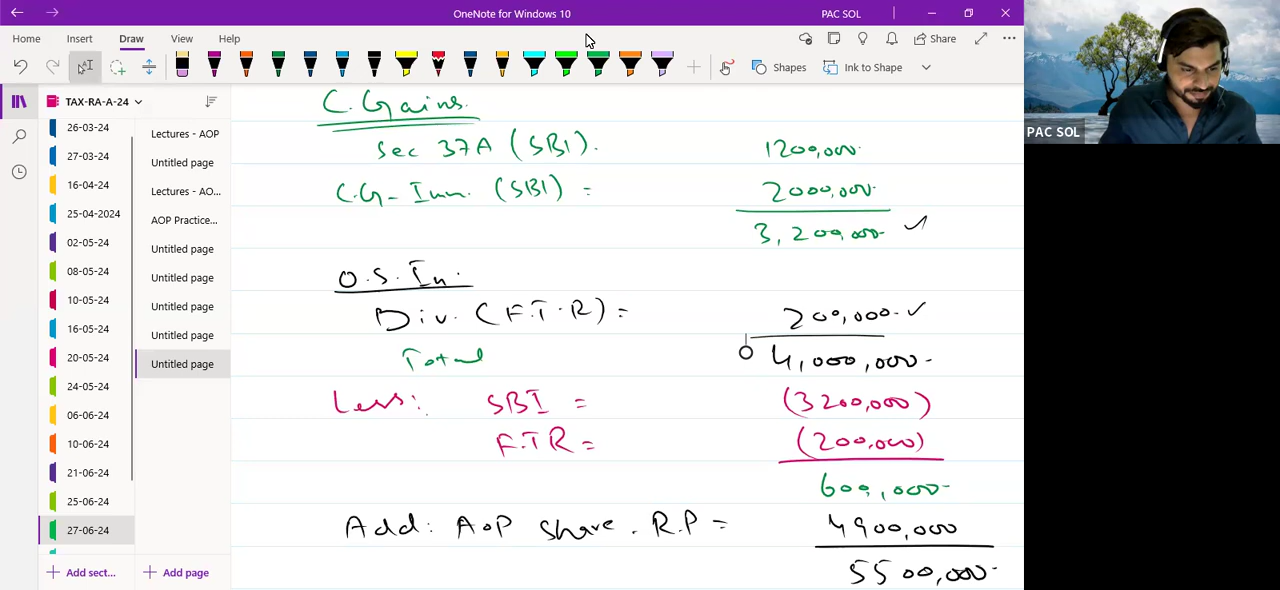 OneNote for Windows 10
PAC SOL
Home Insert Draw View Help
Share
Shapes
Ink to Shape
TAX-RA-A-24
26-03-24
27-03-24
16-04-24
25-04-2024
02-05-24
08-05-24
10-05-24
16-05-24
20-05-24
24-05-24
06-06-24
10-06-24
21-06-24
25-06-24
27-06-24
Add sect...
Lectures - AOP
Untitled page
Lectures - AO...
AOP Practice...
Untitled page
Untitled page
Untitled page
Untitled page
Untitled page
Add page
C. Gains.
Sec 37A (SBI). 1200,000.
C.G- Imm. (SBI) = 2000,000.
3,200,000.
O.S. In.
Div. (F.T.R) = 200,000.
Total 4,000,000.
Less: SBI = (3200,000)
F.T.R = (200,000)
600,000.
Add: AOP Share. R.P = 4900,000
5500,000.
PAC SOL